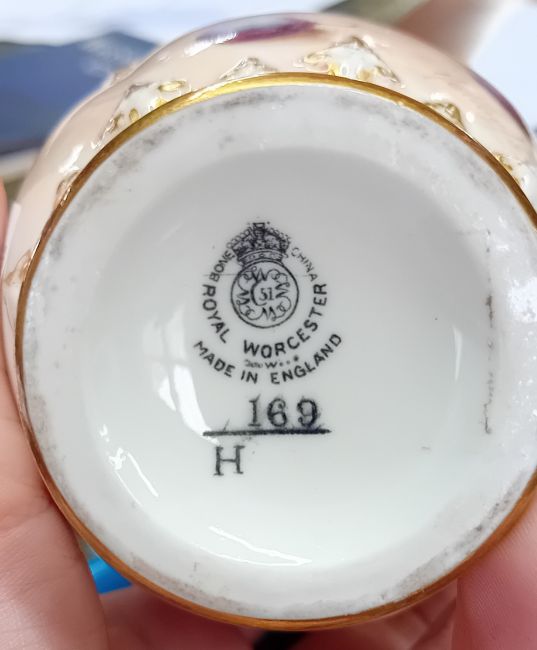 BONE CHINA
51
ROYAL WORCESTER
MADE IN ENGLAND
169
H